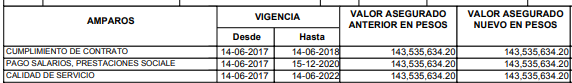 AMPAROS VIGENCIA VALOR ASEGURADO ANTERIOR EN PESOS VALOR ASEGURADO NUEVO EN PESOS
Desde Hasta
CUMPLIMIENTO DE CONTRATO 14-06-2017 14-06-2018 143,535,634.20 143,535,634.20
PAGO SALARIOS, PRESTACIONES SOCIALE 14-06-2017 15-12-2020 143,535,634.20 143,535,634.20
CALIDAD DE SERVICIO 14-06-2017 14-06-2022 143,535,634.20 143,535,634.20